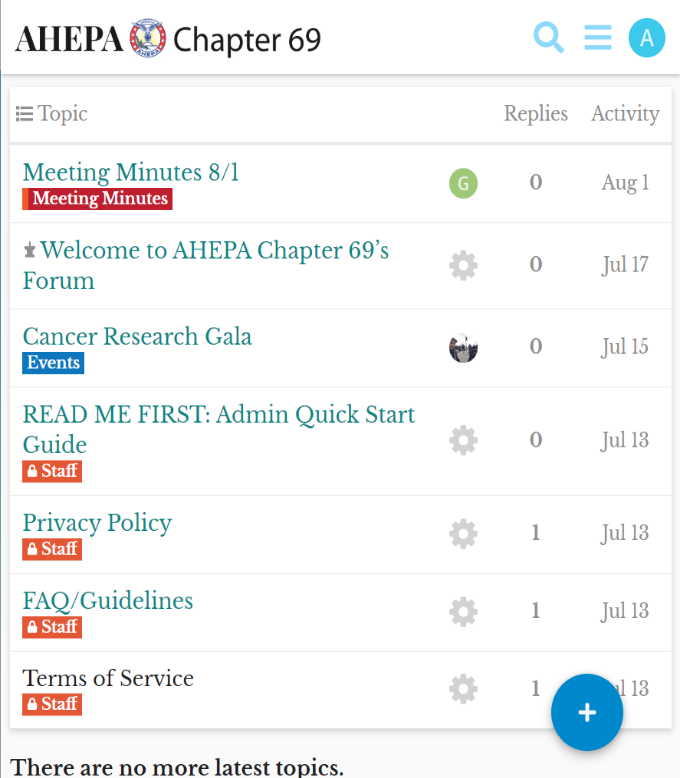 AHEPA AHEPA Chapter 69 A
Topic Replies Activity
Meeting Minutes 8/1 G 0 Aug 1
Meeting Minutes
Welcome to AHEPA Chapter 69’s
Forum 0 Jul 17
Cancer Research Gala 0 Jul 15
Events
READ ME FIRST: Admin Quick Start
Guide 0 Jul 13
Staff
Privacy Policy 1 Jul 13
Staff
FAQ/Guidelines 1 Jul 13
Staff
Terms of Service 1 Jul 13
Staff
+
There are no more latest topics.